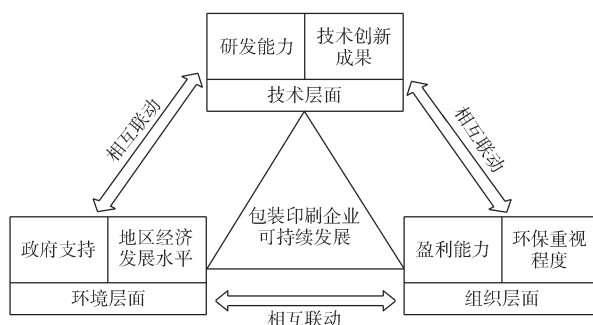 研发能力
技术创新
成果
技术层面
相互联动
相互联动
包装印刷企业
可持续发展
政府支持
地区经济
发展水平
环境层面
盈利能力
环保重视
程度
组织层面
相互联动